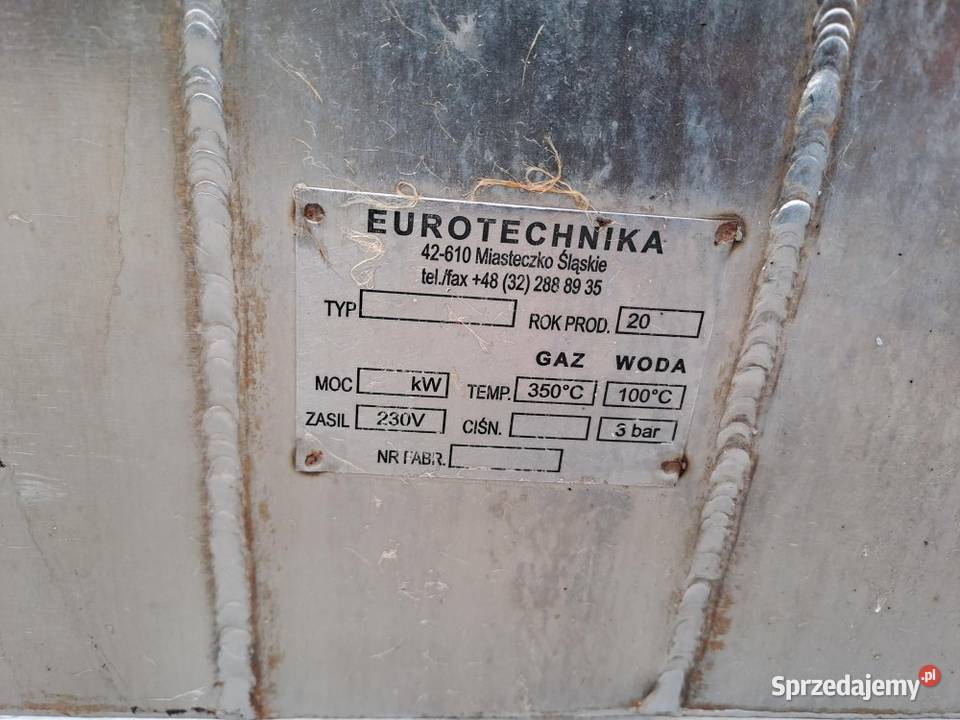 EUROTECHNIKA
42-610 Miasteczko Śląskie
tel./fax +48 (32) 288 89 35
TYP ROK PROD. 20
GAZ WODA
MOC kW TEMP. 350°C 100°C
ZASIL 230V CIŚN. 3 bar
NR FABR.
Sprzedajemy.pl